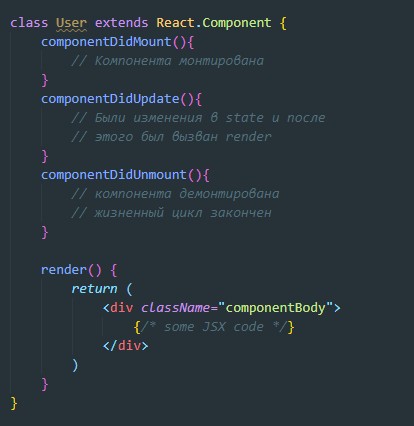 class User extends React.Component {
    componentDidMount(){
        // Компонента монтирована
    }
    componentDidUpdate(){
        // Были изменения в state и после
        // этого был вызван render
    }
    componentDidUnmount(){
        // компонента демонтирована
        // жизненный цикл закончен
    }

    render() {
        return (
            <div className="componentBody">
                {/* some JSX code */}
            </div>
        )
    }
}